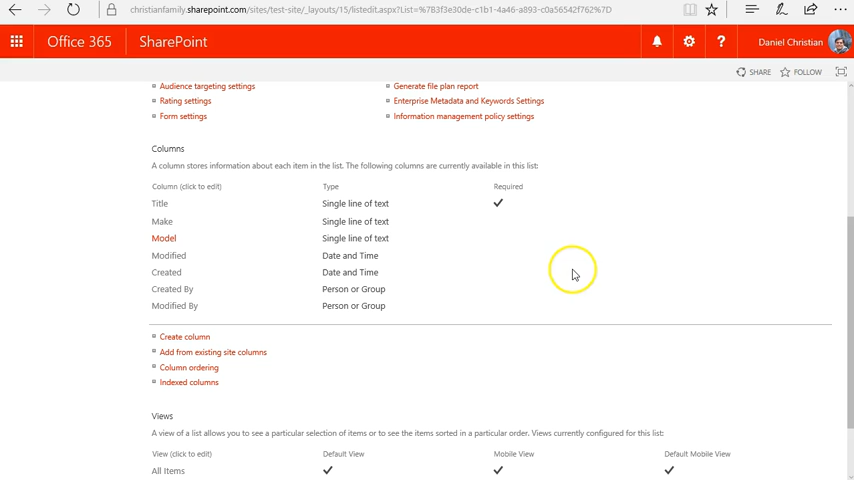 christianfamily.sharepoint.com/sites/test-site/_layouts/15/listedit.aspx?List=%7B3f3e30de-c1b1-4a46-a893-c0a56542f762%7D
Office 365 SharePoint ? Daniel Christian
SHARE FOLLOW
Audience targeting settings Generate file plan report
Rating settings Enterprise Metadata and Keywords Settings
Form settings Information management policy settings
Columns
A column stores information about each item in the list. The following columns are currently available in this list:
Column (click to edit) Type Required
Title Single line of text
Make Single line of text
Model Single line of text
Modified Date and Time
Created Date and Time
Created By Person or Group
Modified By Person or Group
Create column
Add from existing site columns
Column ordering
Indexed columns
Views
A view of a list allows you to see a particular selection of items or to see the items sorted in a particular order. Views currently configured for this list:
View (click to edit) Default View Mobile View Default Mobile View
All Items